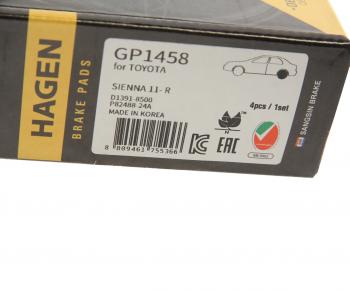 HAGEN
BRAKE PADS
GP1458
for TOYOTA
SIENNA 11- R
D1391-8500
P82488-24A
MADE IN KOREA
4pcs / 1set
8 809461 755366
EAC
SANGSIN BRAKE